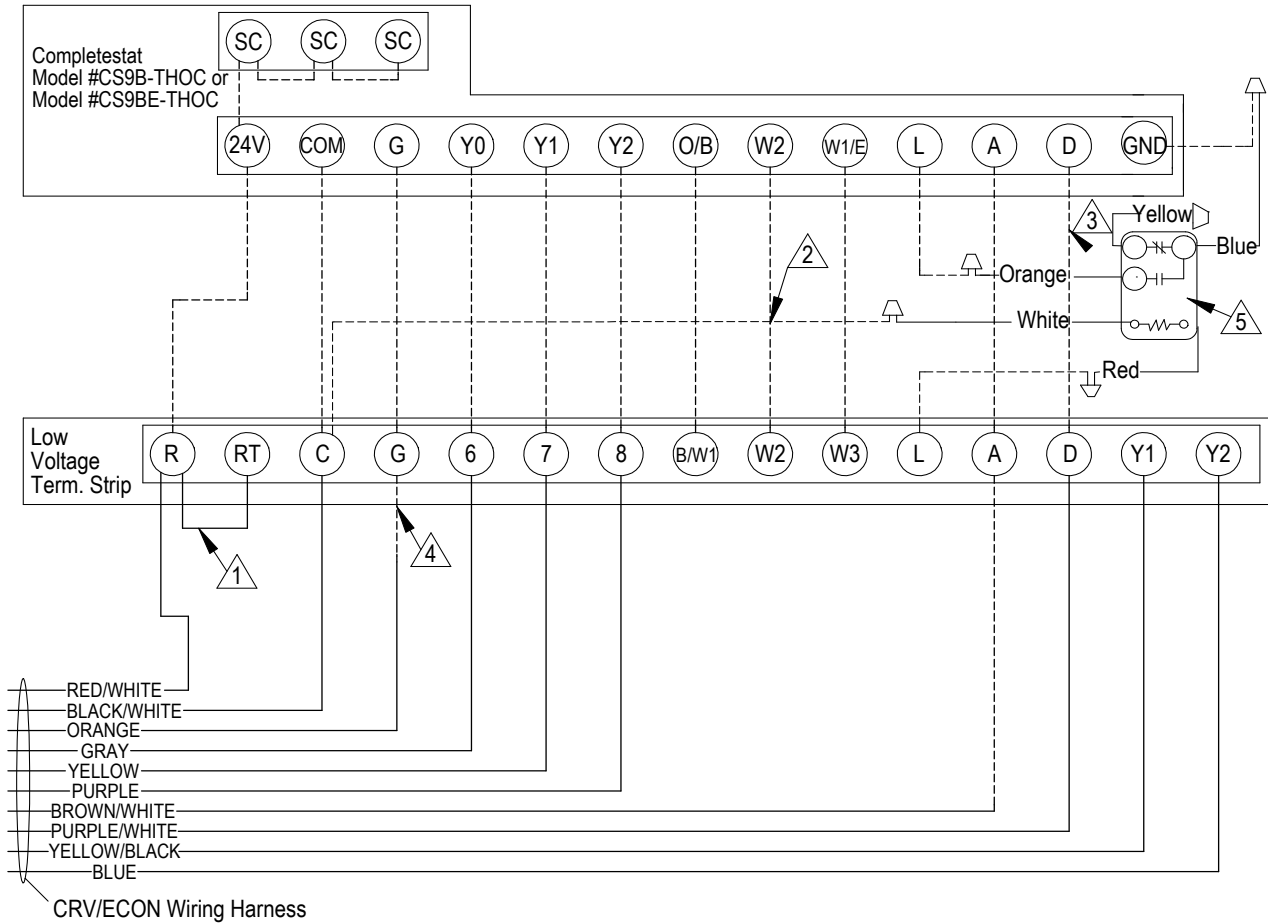 SC SC SC
Completestat
Model #CS9B-THOC or
Model #CS9BE-THOC
24V COM G Y0 Y1 Y2 O/B W2 W1/E L A D GND
3 Yellow
Blue
2
Orange
White
5
Red
Low
Voltage
Term. Strip
R RT C G 6 7 8 B/W1 W2 W3 L A D Y1 Y2
4
1
RED/WHITE
BLACK/WHITE
ORANGE
GRAY
YELLOW
PURPLE
BROWN/WHITE
PURPLE/WHITE
YELLOW/BLACK
BLUE
CRV/ECON Wiring Harness